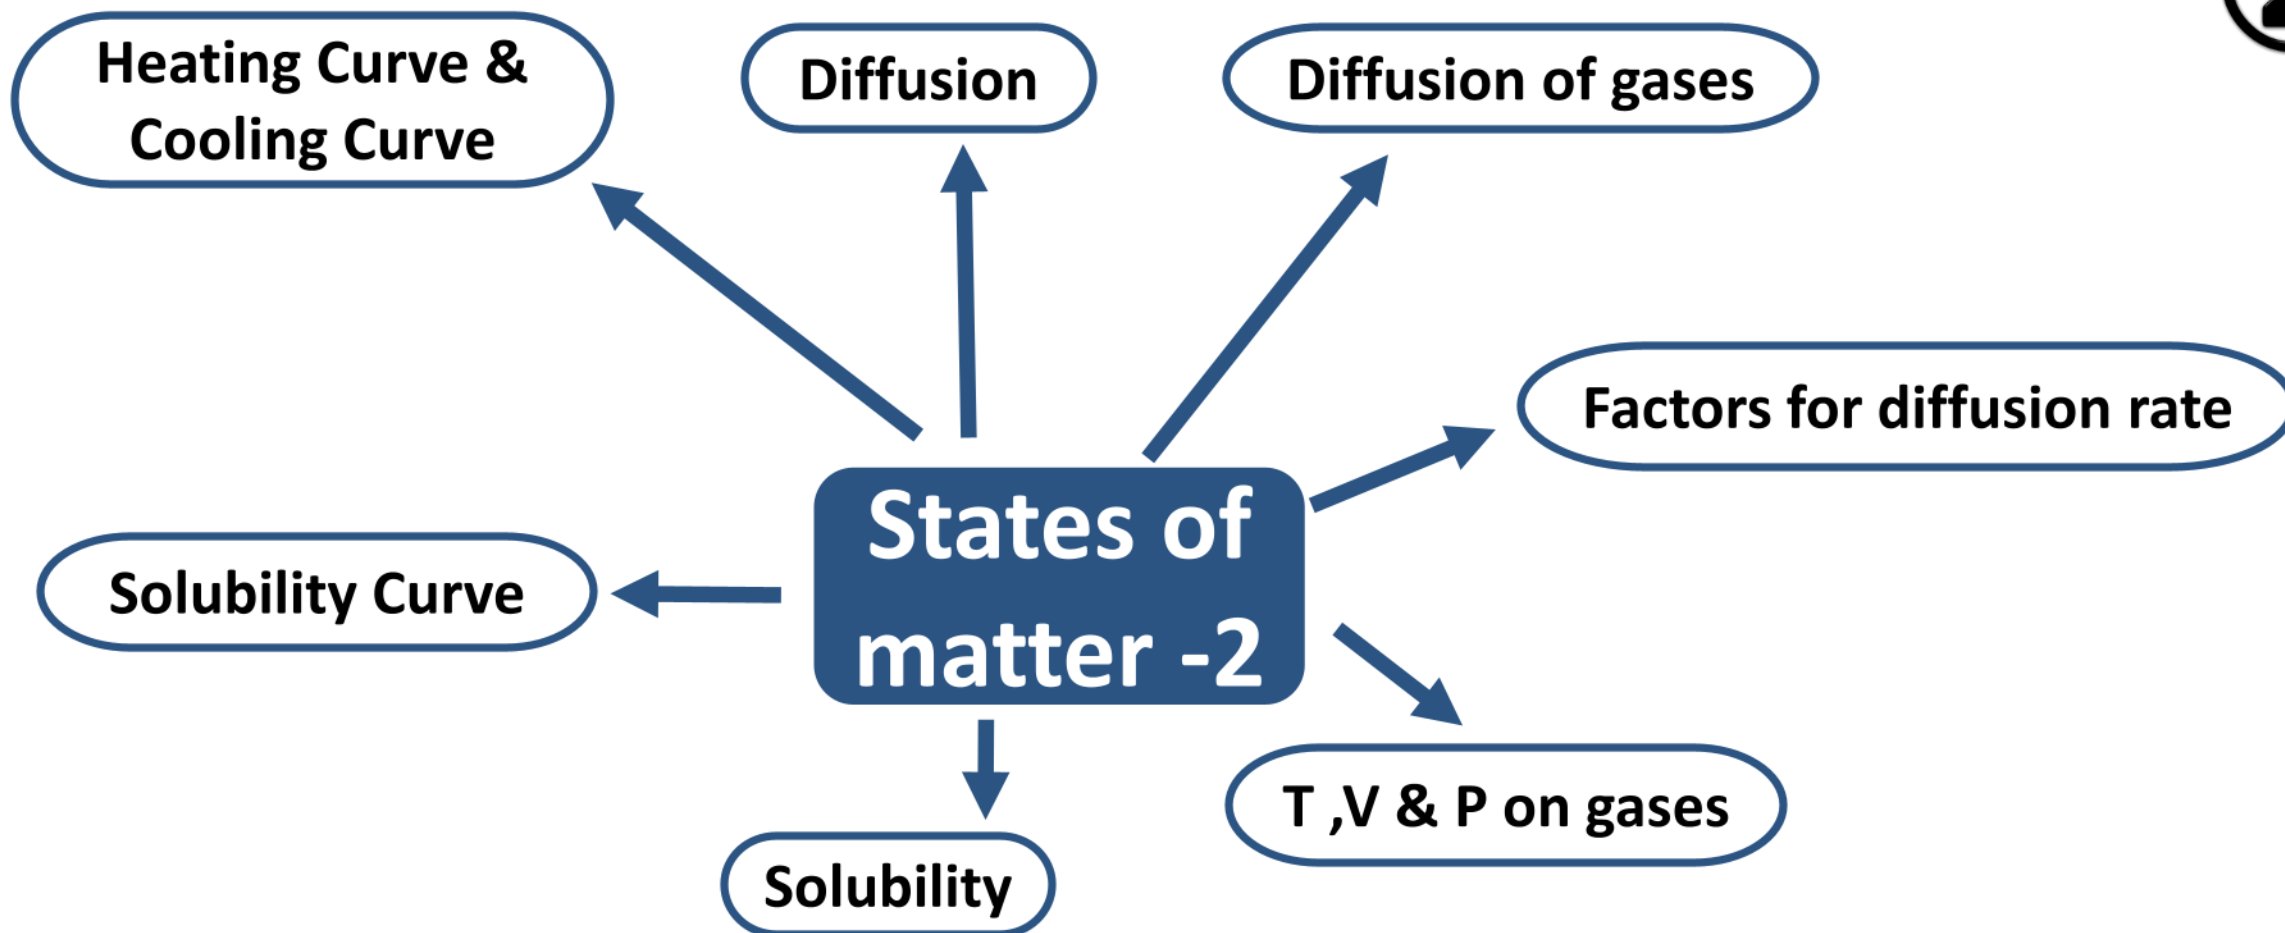 Heating Curve &
Cooling Curve
Diffusion
Diffusion of gases
Factors for diffusion rate
States of
matter -2
Solubility Curve
T ,V & P on gases
Solubility